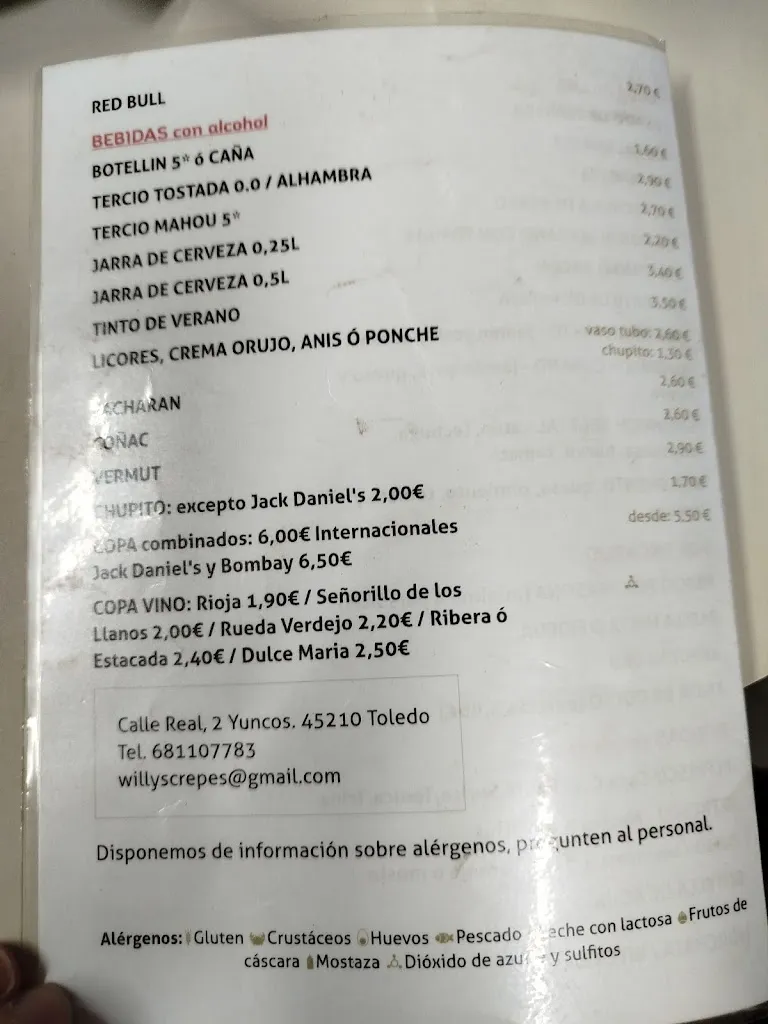 RED BULL 2,70 €
BEBIDAS con alcohol
BOTELLIN 5* ó CAÑA 1,60 €
TERCIO TOSTADA 0.0 / ALHAMBRA 2,90 €
TERCIO MAHOU 5* 2,70 €
JARRA DE CERVEZA 0,25L 2,20 €
JARRA DE CERVEZA 0,5L 3,40 €
TINTO DE VERANO 3,50 €
LICORES, CREMA ORUJO, ANIS Ó PONCHE vaso tubo: 2,60 €
chupito: 1,30 €
PACHARAN 2,60 €
COÑAC 2,60 €
VERMUT 2,90 €
CHUPITO: excepto Jack Daniel's 2,00€ 1,70 €
COPA combinados: 6,00€ Internacionales desde: 5,50 €
Jack Daniel's y Bombay 6,50€
COPA VINO: Rioja 1,90€ / Señorillo de los
Llanos 2,00€ / Rueda Verdejo 2,20€ / Ribera ó
Estacada 2,40€ / Dulce Maria 2,50€
Calle Real, 2 Yuncos. 45210 Toledo
Tel. 681107783
willyscrepes@gmail.com
Disponemos de información sobre alérgenos, pregunten al personal.
Alérgenos: Gluten Crustáceos Huevos Pescado Leche con lactosa Frutos de
cáscara Mostaza Dióxido de azufre y sulfitos